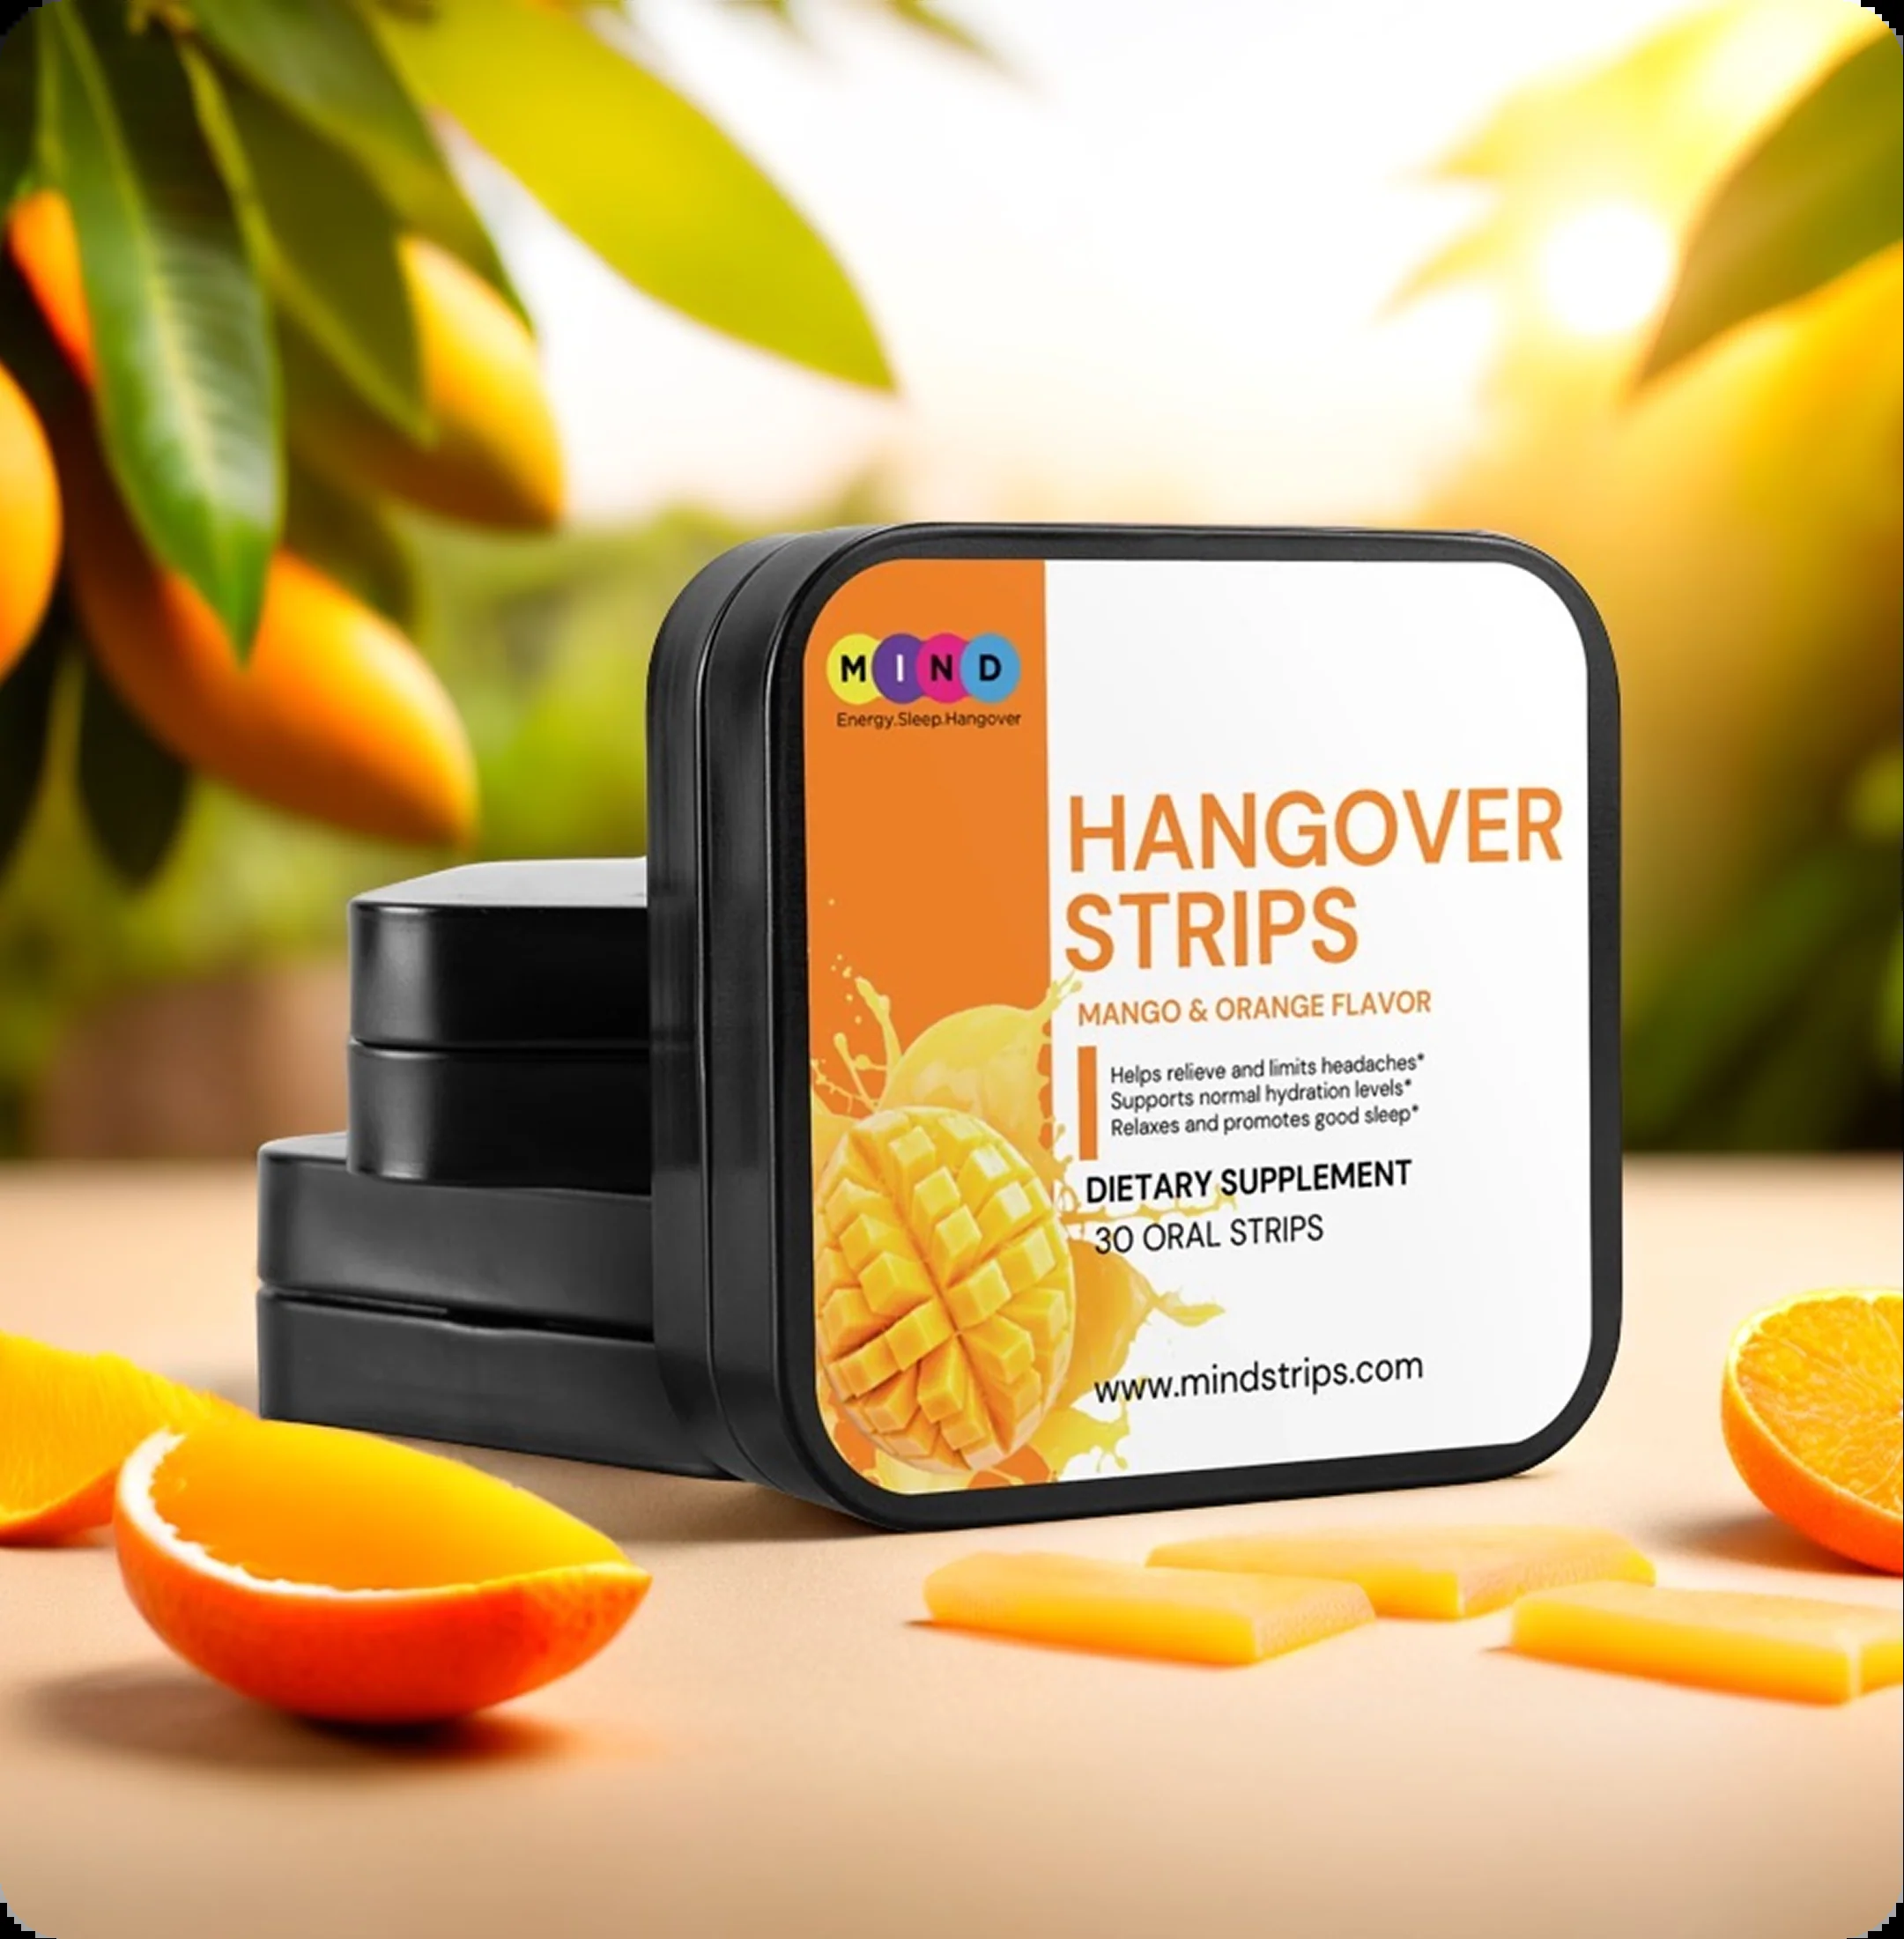 MIND
Energy.Sleep.Hangover
HANGOVER
STRIPS
MANGO & ORANGE FLAVOR
Helps relieve and limits headaches*
Supports normal hydration levels*
Relaxes and promotes good sleep*
DIETARY SUPPLEMENT
30 ORAL STRIPS
www.mindstrips.com